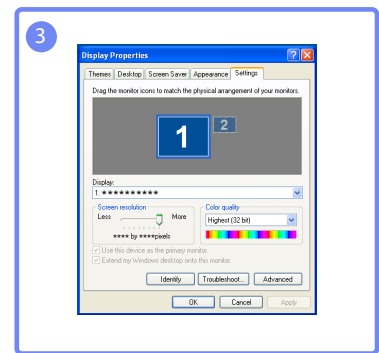 3
Display Properties
Themes Desktop Screen Saver Appearance Settings
Drag the monitor icons to match the physical arrangement of your monitors.
1 2
Display:
1. **********
Screen resolution
Less More
**** by ****pixels
Color quality
Highest (32 bit)
Use this device as the primary monitor.
Extend my Windows desktop onto this monitor.
Identify Troubleshoot... Advanced
OK Cancel Apply